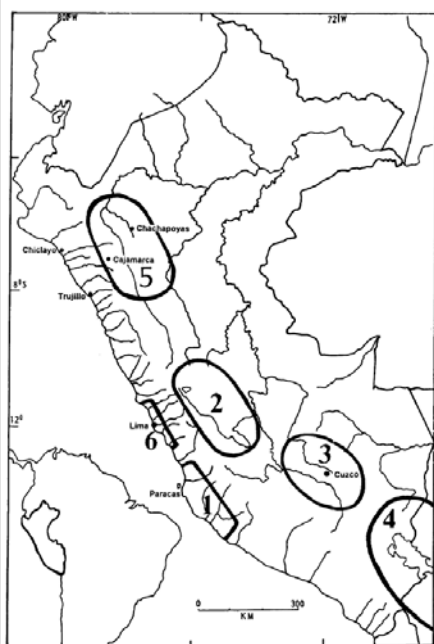 80°W
72°W
Chachapoyas
Chiclayo
Cajamarca
5
Trujillo
8°S
2
12°
Lima
6
3
Cuzco
Paracas
1
4
0
300
KM